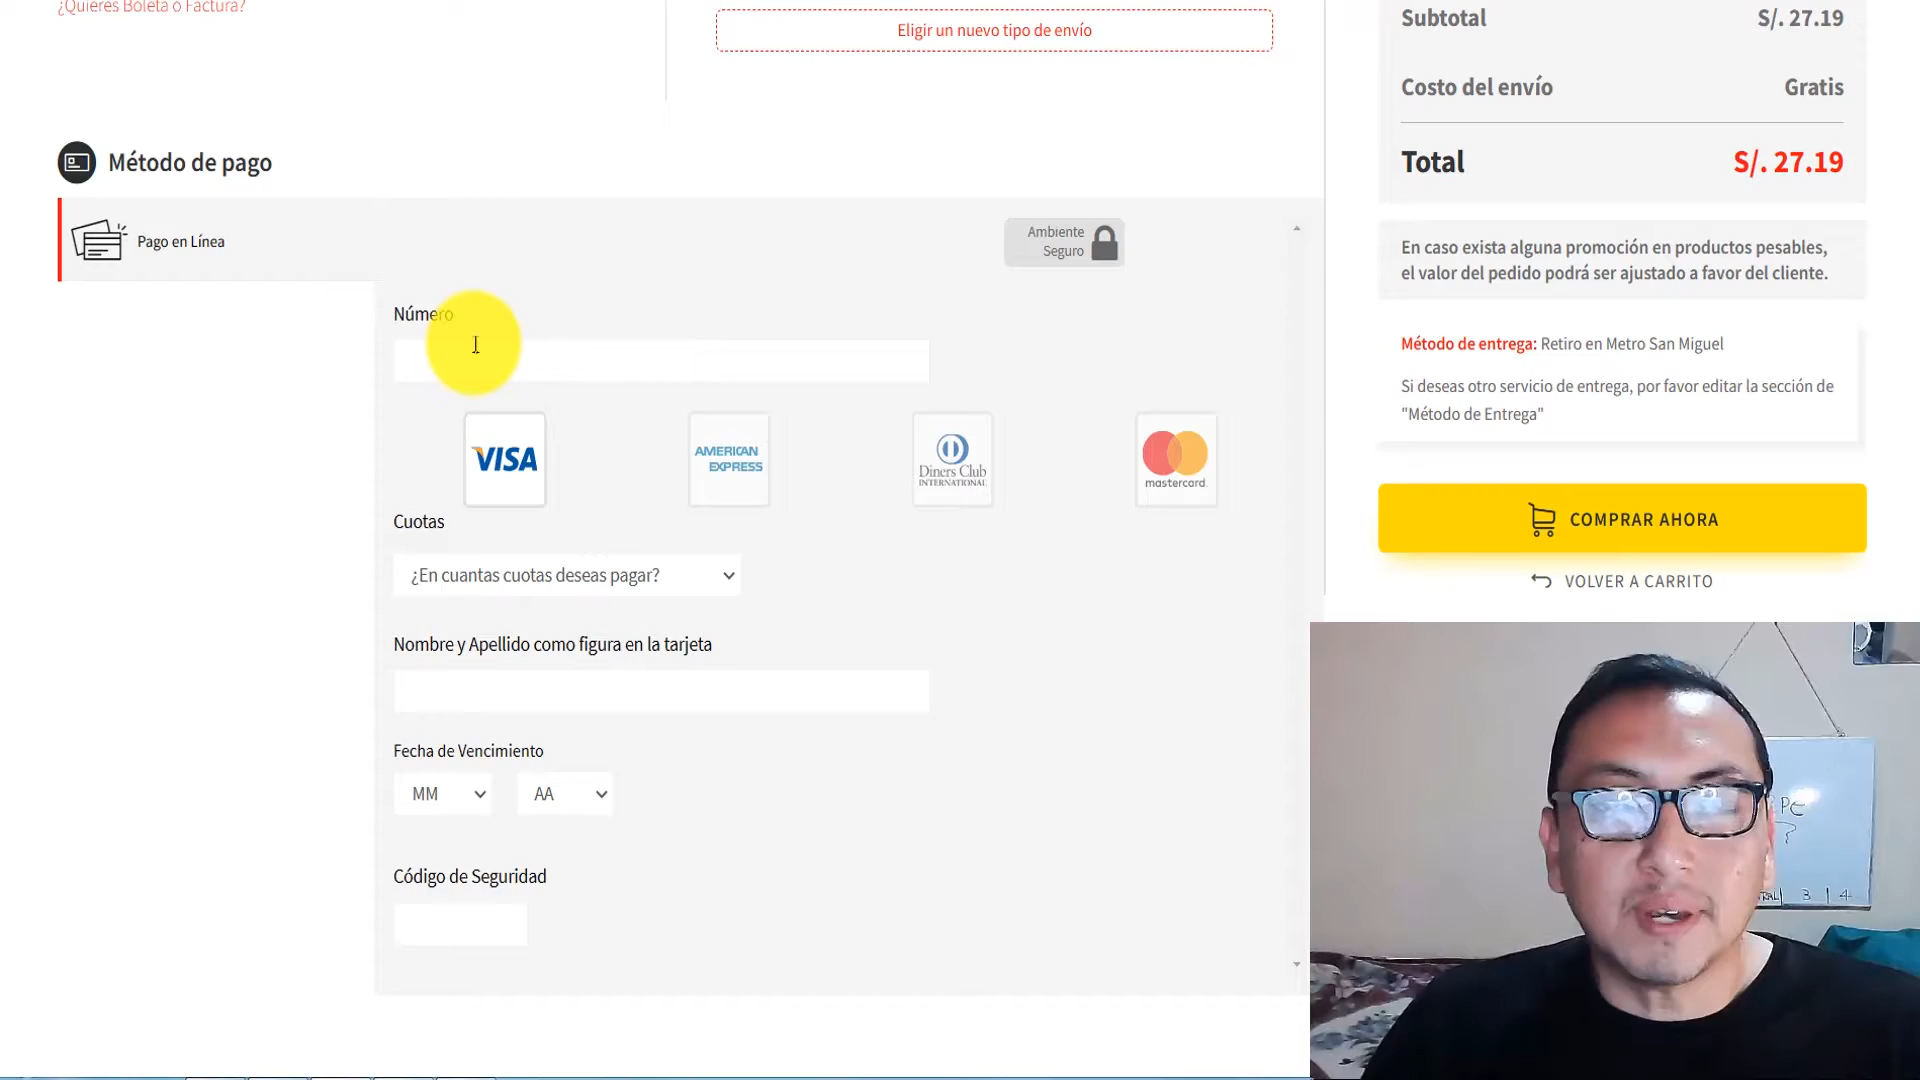 ¿Quieres Boleta o Factura?
Eligir un nuevo tipo de envío
Método de pago
Pago en Línea
Ambiente
Seguro
Número
VISA
AMERICAN
EXPRESS
Diners Club
INTERNATIONAL
mastercard.
Cuotas
¿En cuantas cuotas deseas pagar?
Nombre y Apellido como figura en la tarjeta
Fecha de Vencimiento
MM
AA
Código de Seguridad
Subtotal S/. 27.19
Costo del envío Gratis
Total S/. 27.19
En caso exista alguna promoción en productos pesables,
el valor del pedido podrá ser ajustado a favor del cliente.
Método de entrega: Retiro en Metro San Miguel
Si deseas otro servicio de entrega, por favor editar la sección de
"Método de Entrega"
COMPRAR AHORA
VOLVER A CARRITO
PC
?
3 | 4